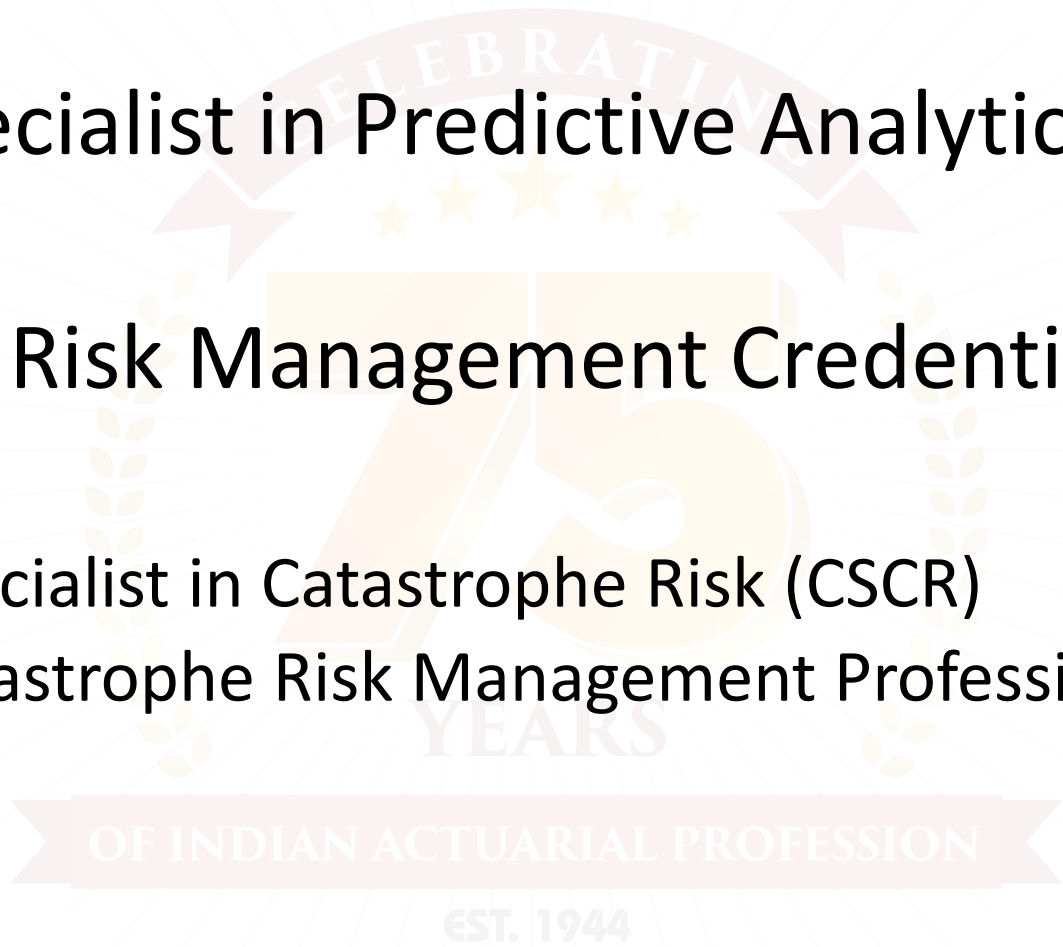 CELEBRATING
ecialist in Predictive Analytic
Risk Management Credenti
cialist in Catastrophe Risk (CSCR)
astrophe Risk Management Professi
75
YEARS
OF INDIAN ACTUARIAL PROFESSION
EST. 1944